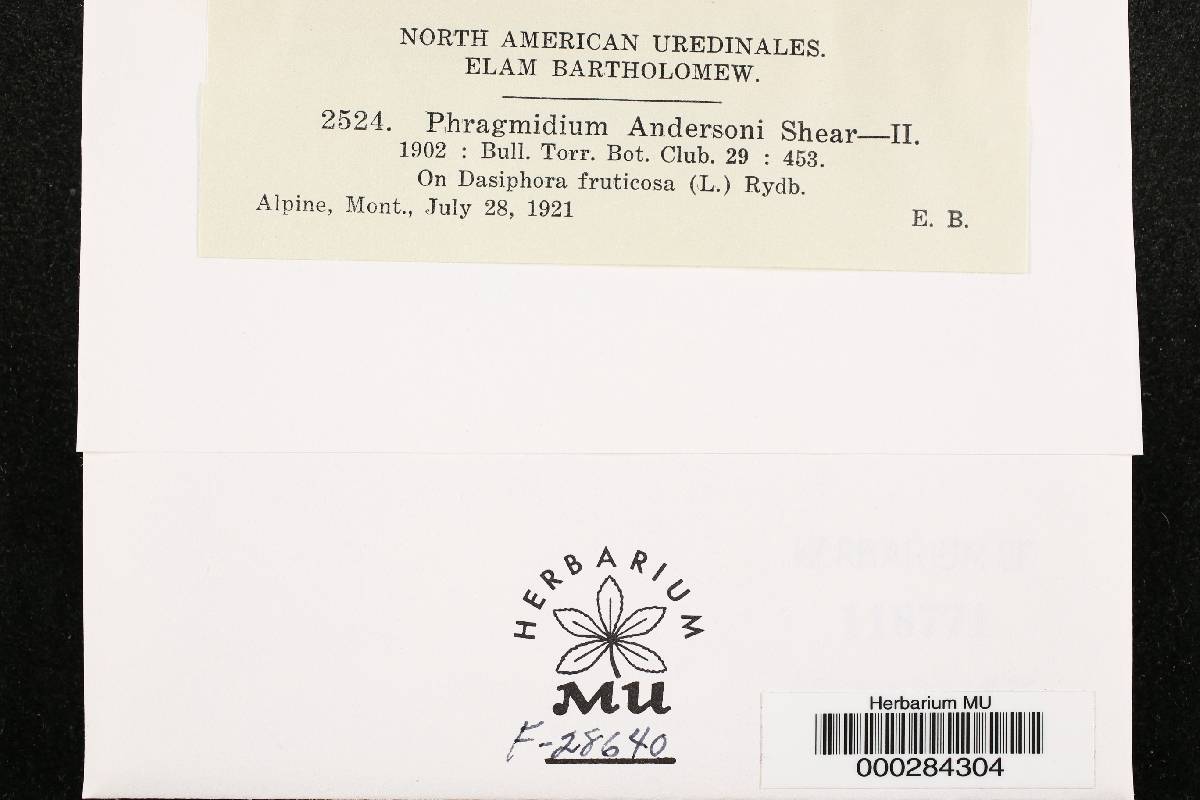 NORTH AMERICAN UREDINALES.
ELAM BARTHOLOMEW.
2524. Phragmidium Andersoni Shear—II.
1902 : Bull. Torr. Bot. Club. 29 : 453.
On Dasiphora fruticosa (L.) Rydb.
Alpine, Mont., July 28, 1921
E. B.
HERBARIUM
MU
F-28640
Herbarium MU
000284304